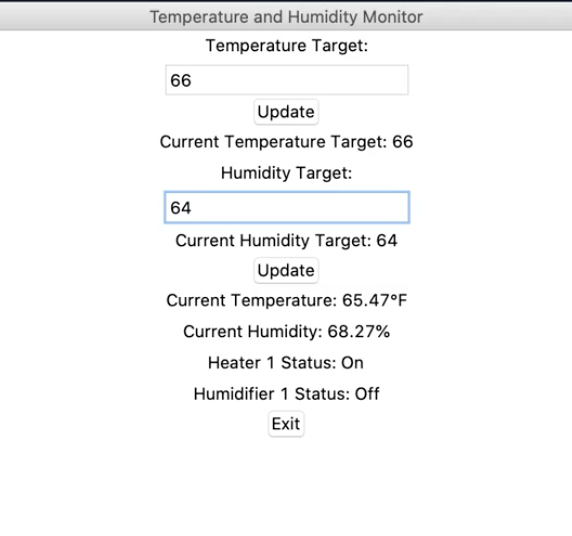 Temperature and Humidity Monitor
Temperature Target:
66
Update
Current Temperature Target: 66
Humidity Target:
64
Current Humidity Target: 64
Update
Current Temperature: 65.47°F
Current Humidity: 68.27%
Heater 1 Status: On
Humidifier 1 Status: Off
Exit